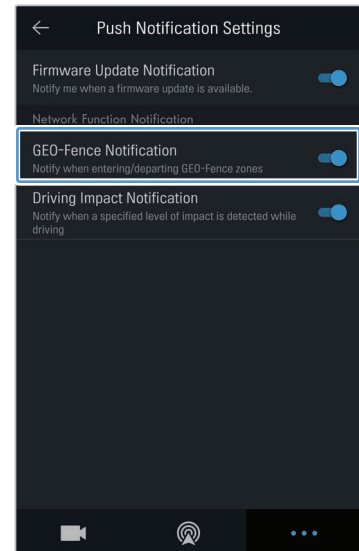 Push Notification Settings
Firmware Update Notification
Notify me when a firmware update is available.
Network Function Notification
GEO-Fence Notification
Notify when entering/departing GEO-Fence zones
Driving Impact Notification
Notify when a specified level of impact is detected while
driving